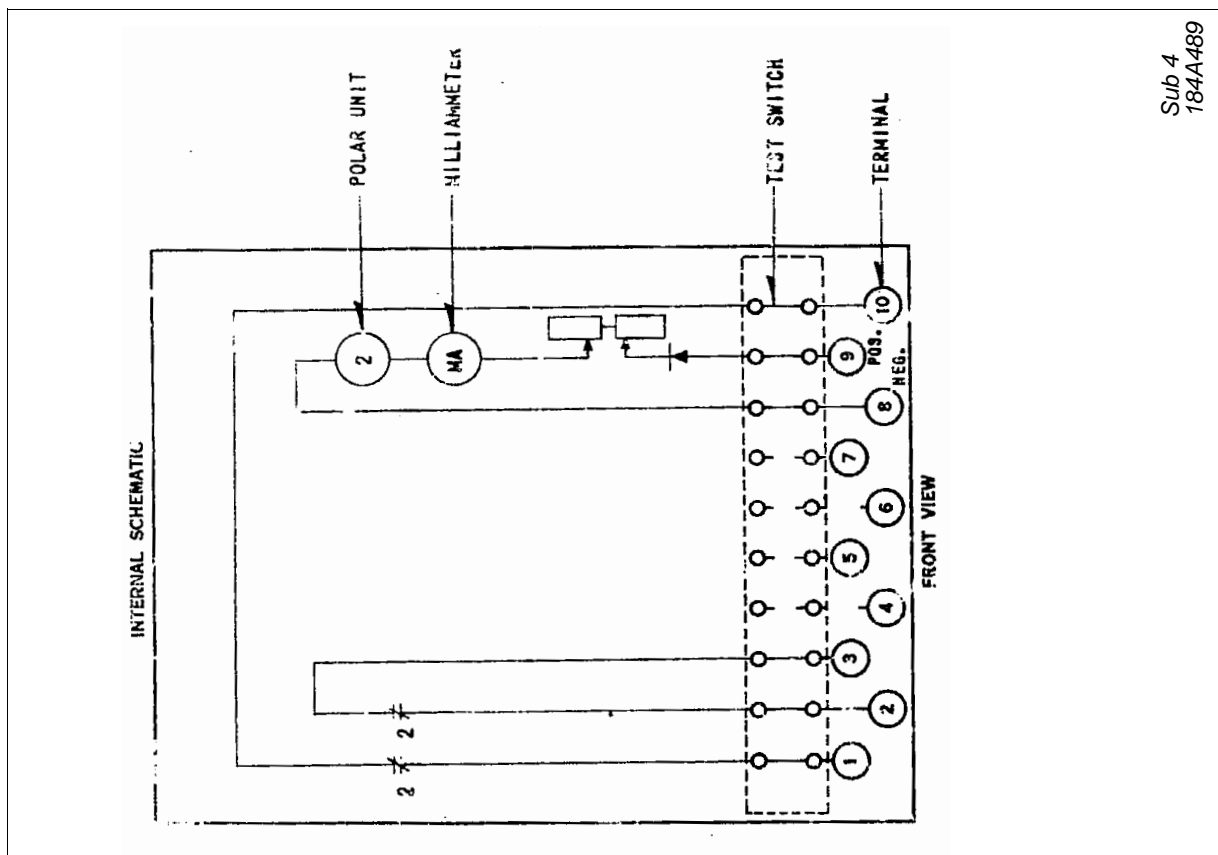 Sub 4
184A489
INTERNAL SCHEMATIC
POLAR UNIT
MILLIAMMETER
TEST SWITCH
TERMINAL
2
MA
2
2
POS.
NEG.
1
2
3
4
5
6
7
8
9
10
FRONT VIEW